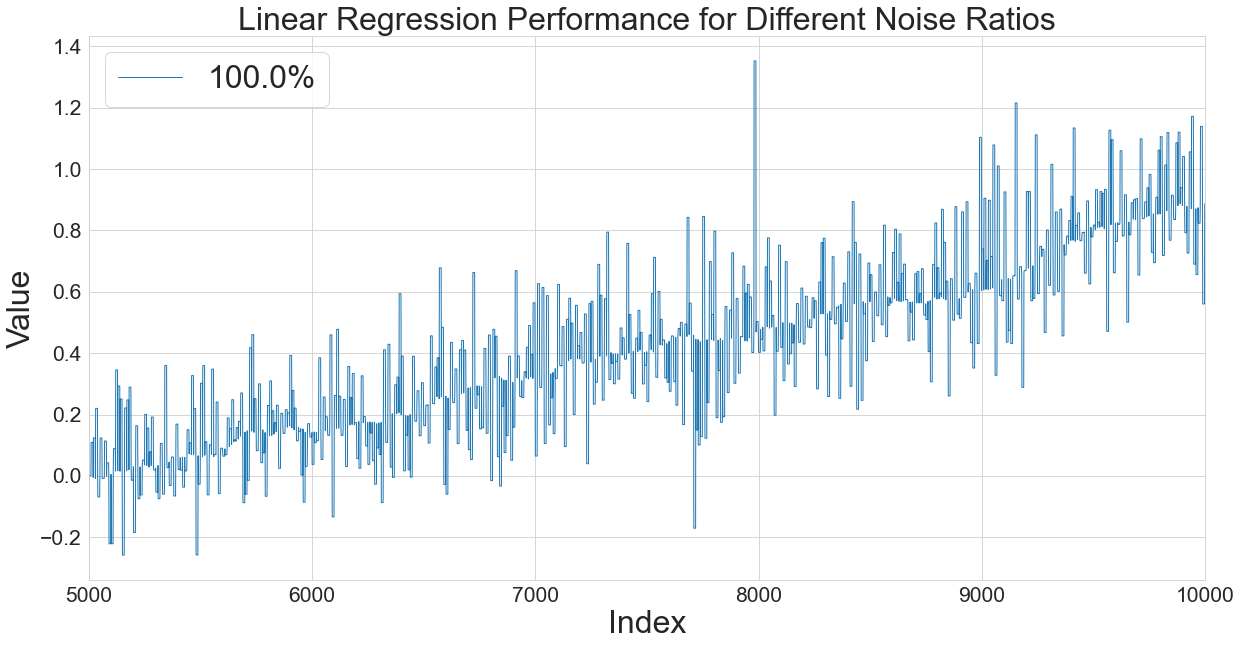 Linear Regression Performance for Different Noise Ratios
1.4
1.2
1.0
0.8
0.6
0.4
0.2
0.0
−0.2
100.0%
Value
5000 6000 7000 8000 9000 10000
Index